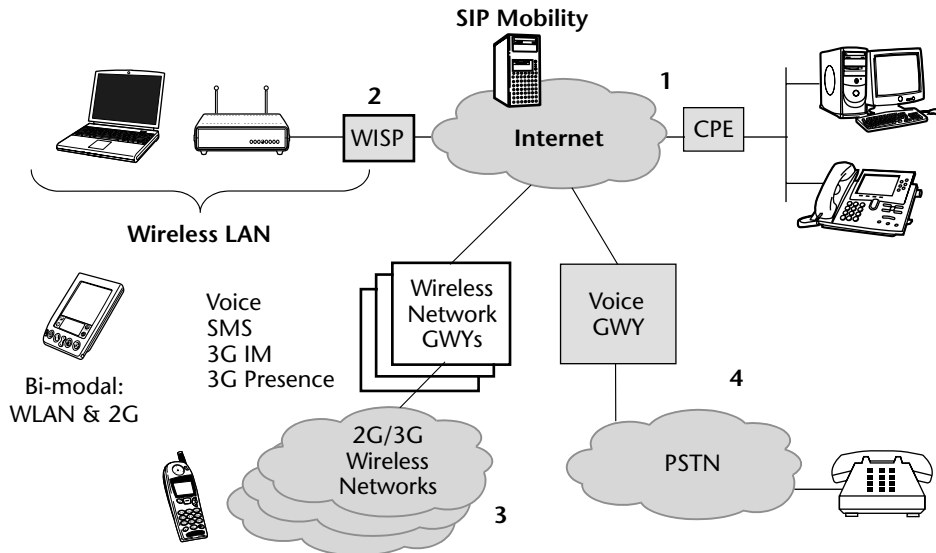 SIP Mobility
1
2
WISP
Internet
CPE
Wireless LAN
Voice
SMS
3G IM
3G Presence
Wireless
Network
GWYs
Voice
GWY
Bi-modal:
WLAN & 2G
4
2G/3G
Wireless
Networks
PSTN
3